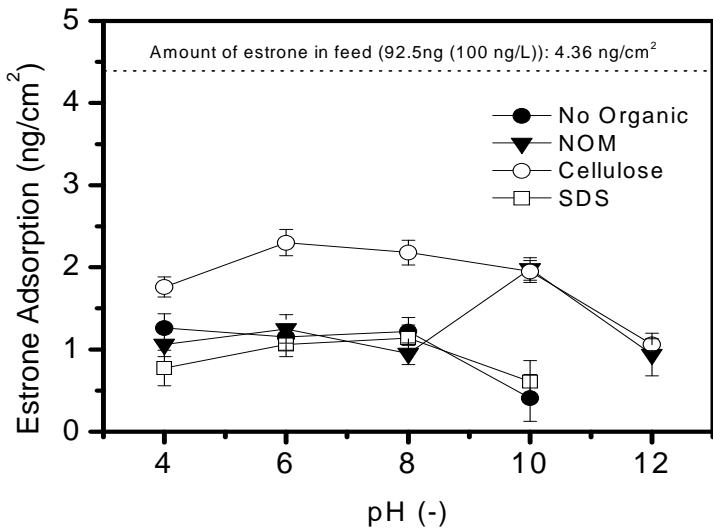 5
Amount of estrone in feed (92.5ng (100 ng/L)): 4.36 ng/cm²
4
No Organic
NOM
3
Cellulose
SDS
2
1
0
4 6 8 10 12
Estrone Adsorption (ng/cm²)
pH (-)